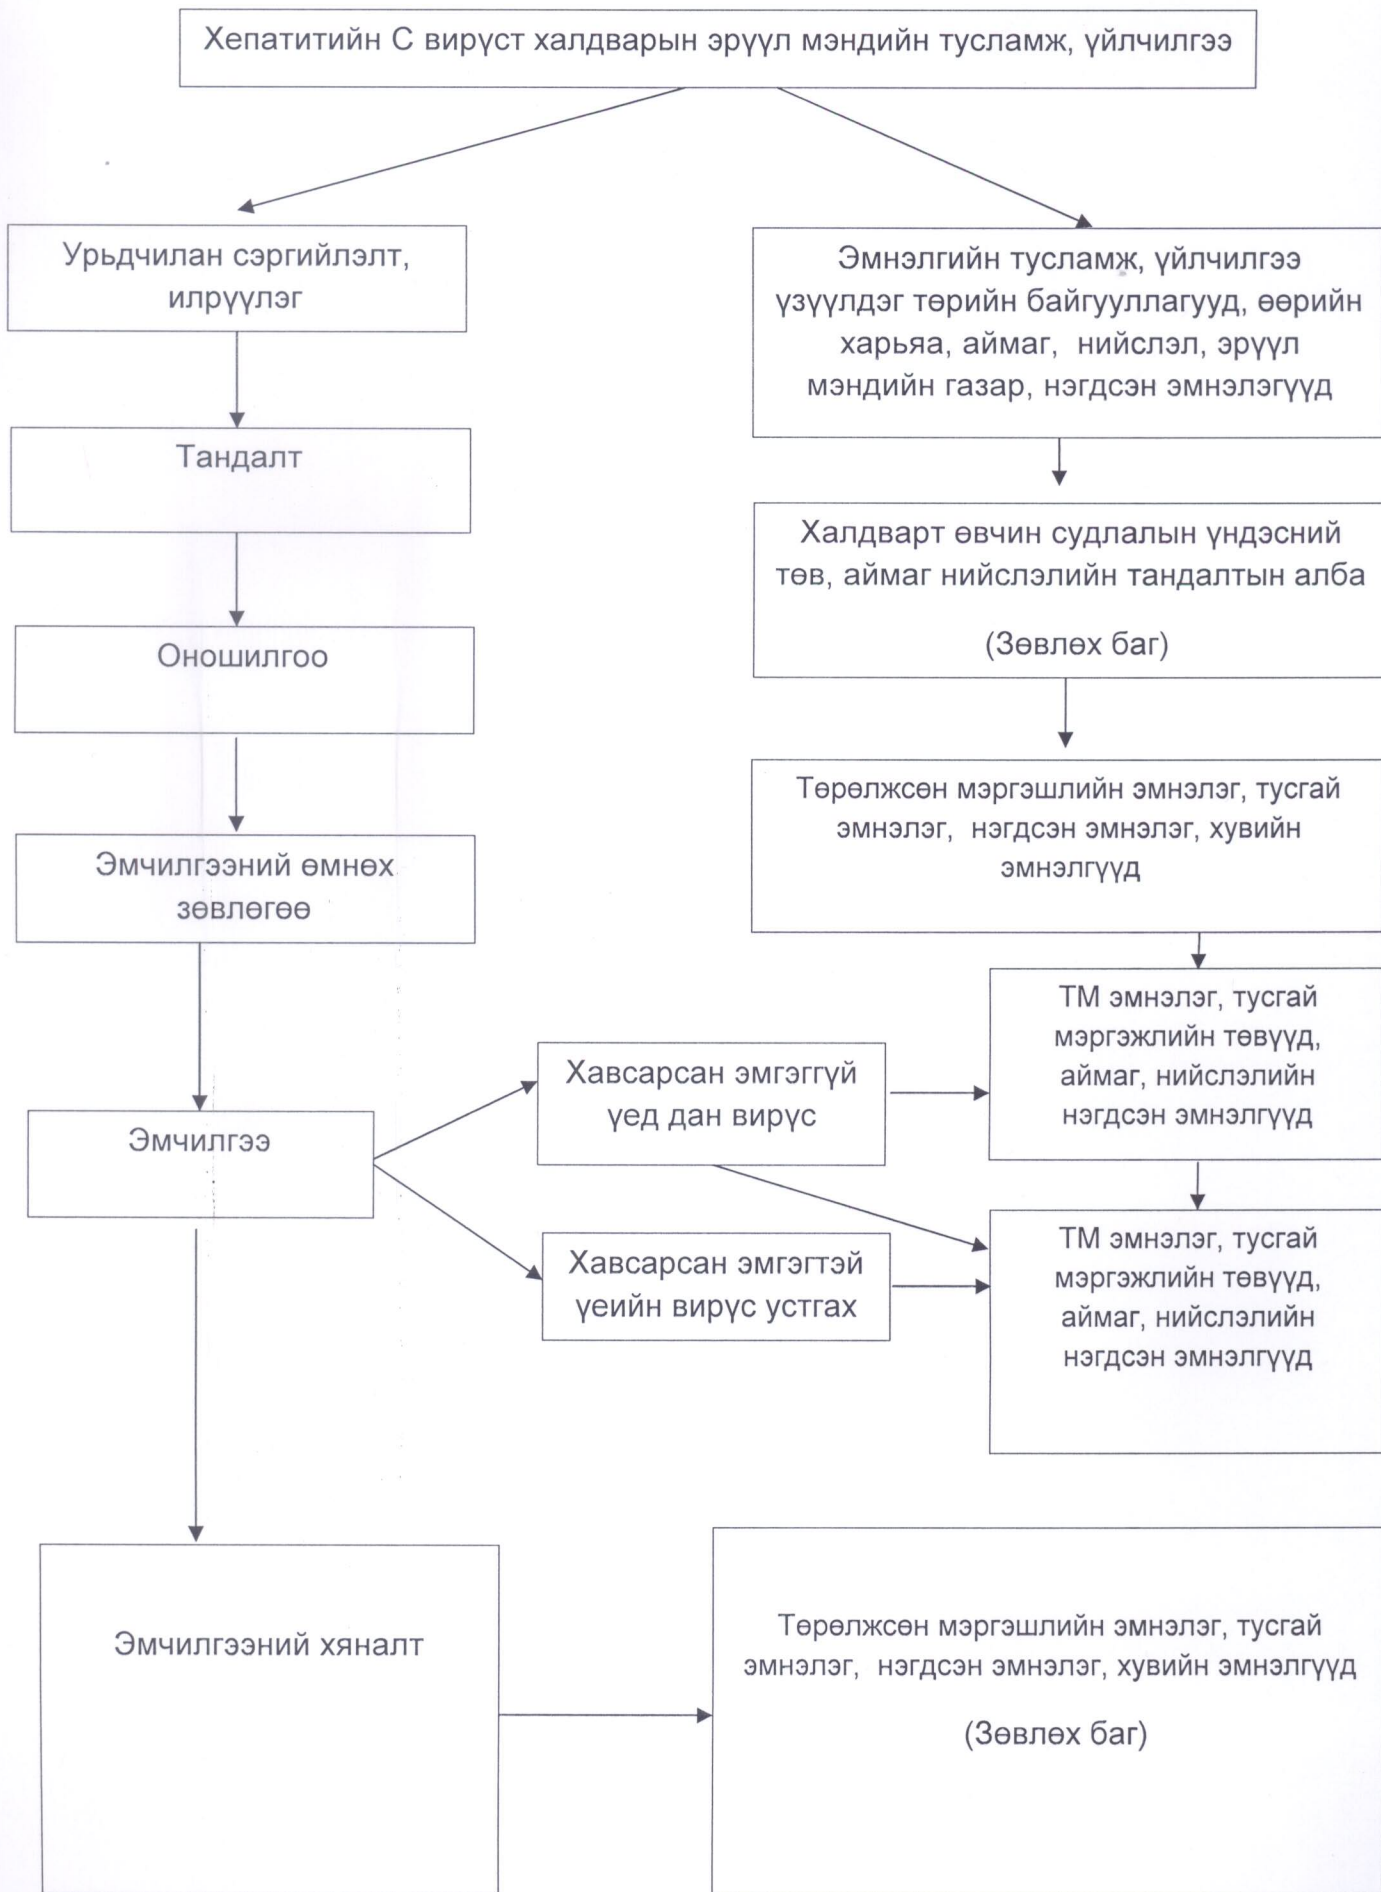 Хепатитийн С вирүст халдварын эрүүл мэндийн тусламж, үйлчилгээ
Урьдчилан сэргийлэлт,
илрүүлэг
Тандалт
Оношилгоо
Эмчилгээний өмнөх
зөвлөгөө
Эмчилгээ
Хавсарсан эмгэггүй
үед дан вирүс
Хавсарсан эмгэгтэй
үеийн вирүс устгах
Эмчилгээний хяналт
Эмнэлгийн тусламж, үйлчилгээ
үзүүлдэг төрийн байгууллагууд, өөрийн
харьяа, аймаг, нийслэл, эрүүл
мэндийн газар, нэгдсэн эмнэлэгүүд
Халдварт өвчин судлалын үндэсний
төв, аймаг нийслэлийн тандалтын алба
(Зөвлөх баг)
Төрөлжсөн мэргэшлийн эмнэлэг, тусгай
эмнэлэг, нэгдсэн эмнэлэг, хувийн
эмнэлгүүд
ТМ эмнэлэг, тусгай
мэргэжлийн төвүүд,
аймаг, нийслэлийн
нэгдсэн эмнэлгүүд
ТМ эмнэлэг, тусгай
мэргэжлийн төвүүд,
аймаг, нийслэлийн
нэгдсэн эмнэлгүүд
Төрөлжсөн мэргэшлийн эмнэлэг, тусгай
эмнэлэг, нэгдсэн эмнэлэг, хувийн эмнэлгүүд
(Зөвлөх баг)